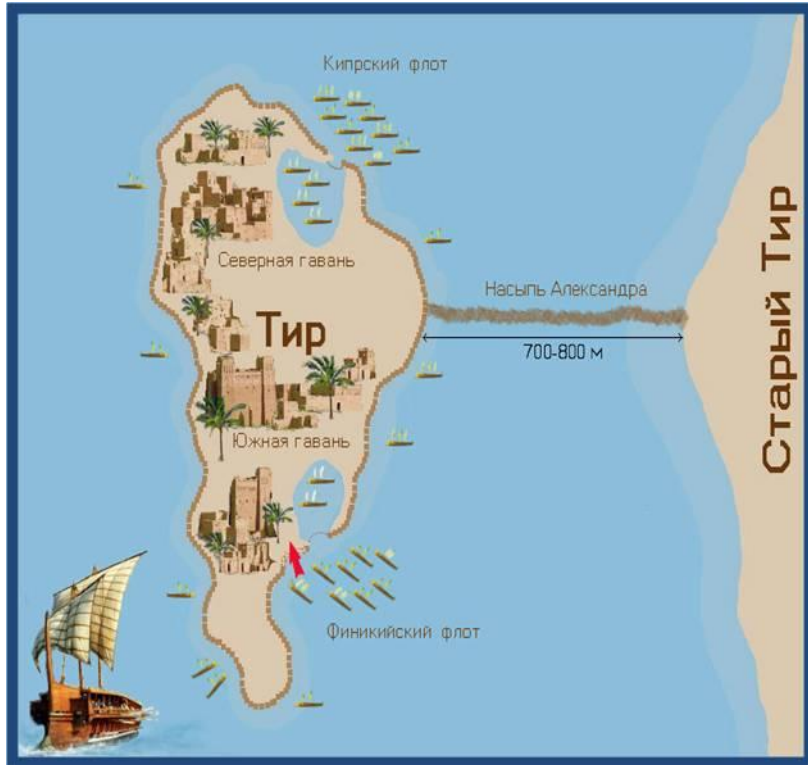 Кипрский флот
Северная гавань
Насыпь Александра
Тир
700-800 м
Старый Тир
Южная гавань
Финикийский флот